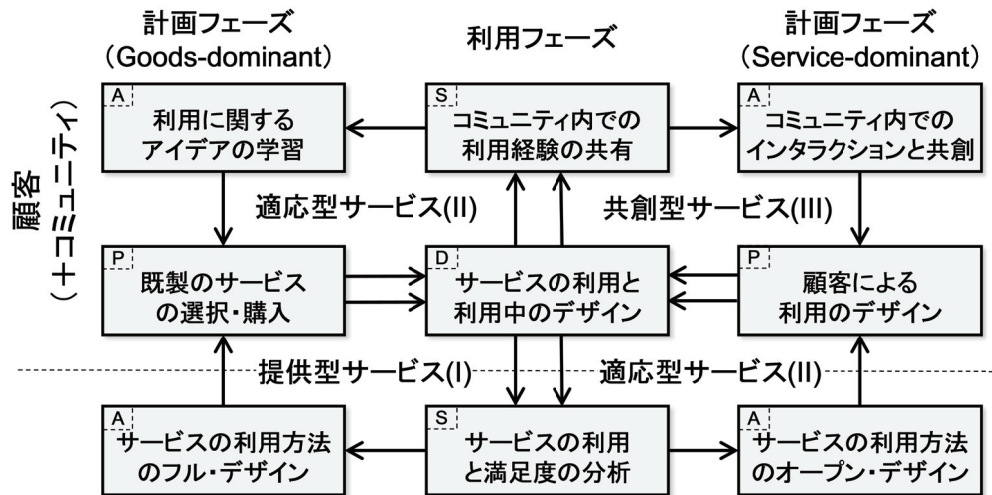 計画フェーズ
(Goods-dominant)
利用フェーズ
計画フェーズ
(Service-dominant)
顧客
(＋コミュニティ)
A
利用に関する
アイデアの学習
S
コミュニティ内での
利用経験の共有
A
コミュニティ内での
インタラクションと共創
適応型サービス(II)
共創型サービス(III)
P
既製のサービス
の選択・購入
D
サービスの利用と
利用中のデザイン
P
顧客による
利用のデザイン
提供型サービス(I)
適応型サービス(II)
A
サービスの利用方法
のフル・デザイン
S
サービスの利用
と満足度の分析
A
サービスの利用方法
のオープン・デザイン